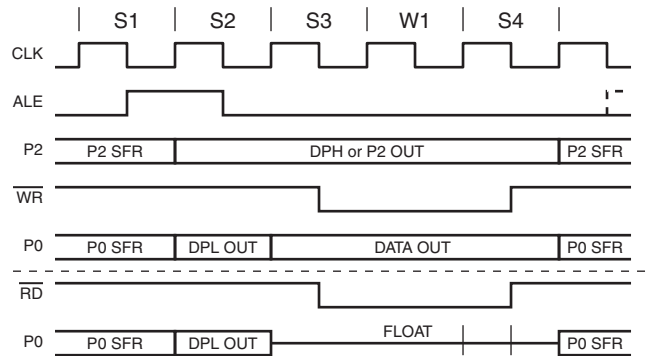 S1 S2 S3 W1 S4
CLK
ALE
P2 P2 SFR DPH or P2 OUT P2 SFR
WR
P0 P0 SFR DPL OUT DATA OUT P0 SFR
RD
P0 P0 SFR DPL OUT FLOAT P0 SFR